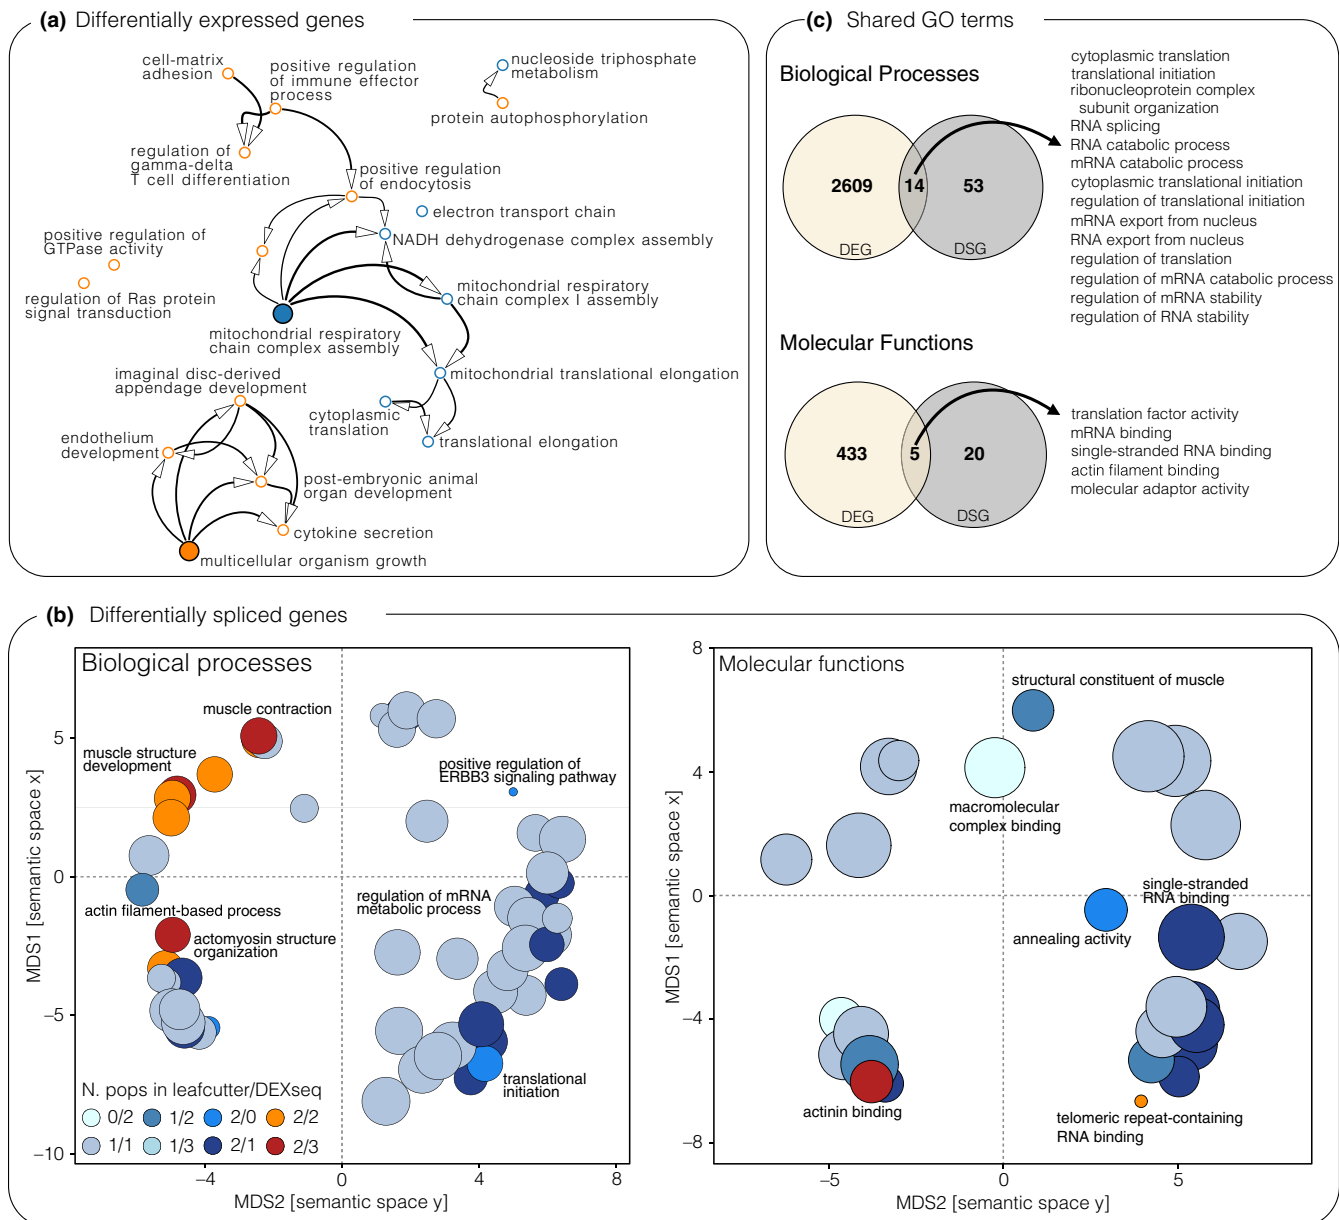 (a) Differentially expressed genes
cell-matrix
adhesion
positive regulation
of immune effector
process
nucleoside triphosphate
metabolism
protein autophosphorylation
regulation of
gamma-delta
T cell differentiation
positive regulation
of endocytosis
electron transport chain
NADH dehydrogenase complex assembly
positive regulation of
GTPase activity
regulation of Ras protein
signal transduction
mitochondrial respiratory
chain complex I assembly
mitochondrial respiratory
chain complex assembly
imaginal disc-derived
appendage development
mitochondrial translational elongation
cytoplasmic
translation
translational elongation
endothelium
development
post-embryonic animal
organ development
cytokine secretion
multicellular organism growth
(c) Shared GO terms
Biological Processes
2609
14
53
DEG
DSG
cytoplasmic translation
translational initiation
ribonucleoprotein complex
subunit organization
RNA splicing
RNA catabolic process
mRNA catabolic process
cytoplasmic translational initiation
regulation of translational initiation
mRNA export from nucleus
RNA export from nucleus
regulation of translation
regulation of mRNA catabolic process
regulation of mRNA stability
regulation of RNA stability
Molecular Functions
433
5
20
DEG
DSG
translation factor activity
mRNA binding
single-stranded RNA binding
actin filament binding
molecular adaptor activity
(b) Differentially spliced genes
Biological processes
muscle contraction
muscle structure
development
positive regulation of
ERBB3 signaling pathway
regulation of mRNA
metabolic process
actin filament-based process
actomyosin structure
organization
translational
initiation
N. pops in leafcutter/DEXseq
0/2
1/2
2/0
2/2
1/1
1/3
2/1
2/3
5
0
−5
−10
−4
0
4
8
MDS1 [semantic space x]
MDS2 [semantic space y]
Molecular functions
structural constituent of muscle
macromolecular
complex binding
single-stranded
RNA binding
annealing activity
actinin binding
telomeric repeat-containing
RNA binding
8
4
0
−4
−8
−5
0
5
MDS1 [semantic space x]
MDS2 [semantic space y]